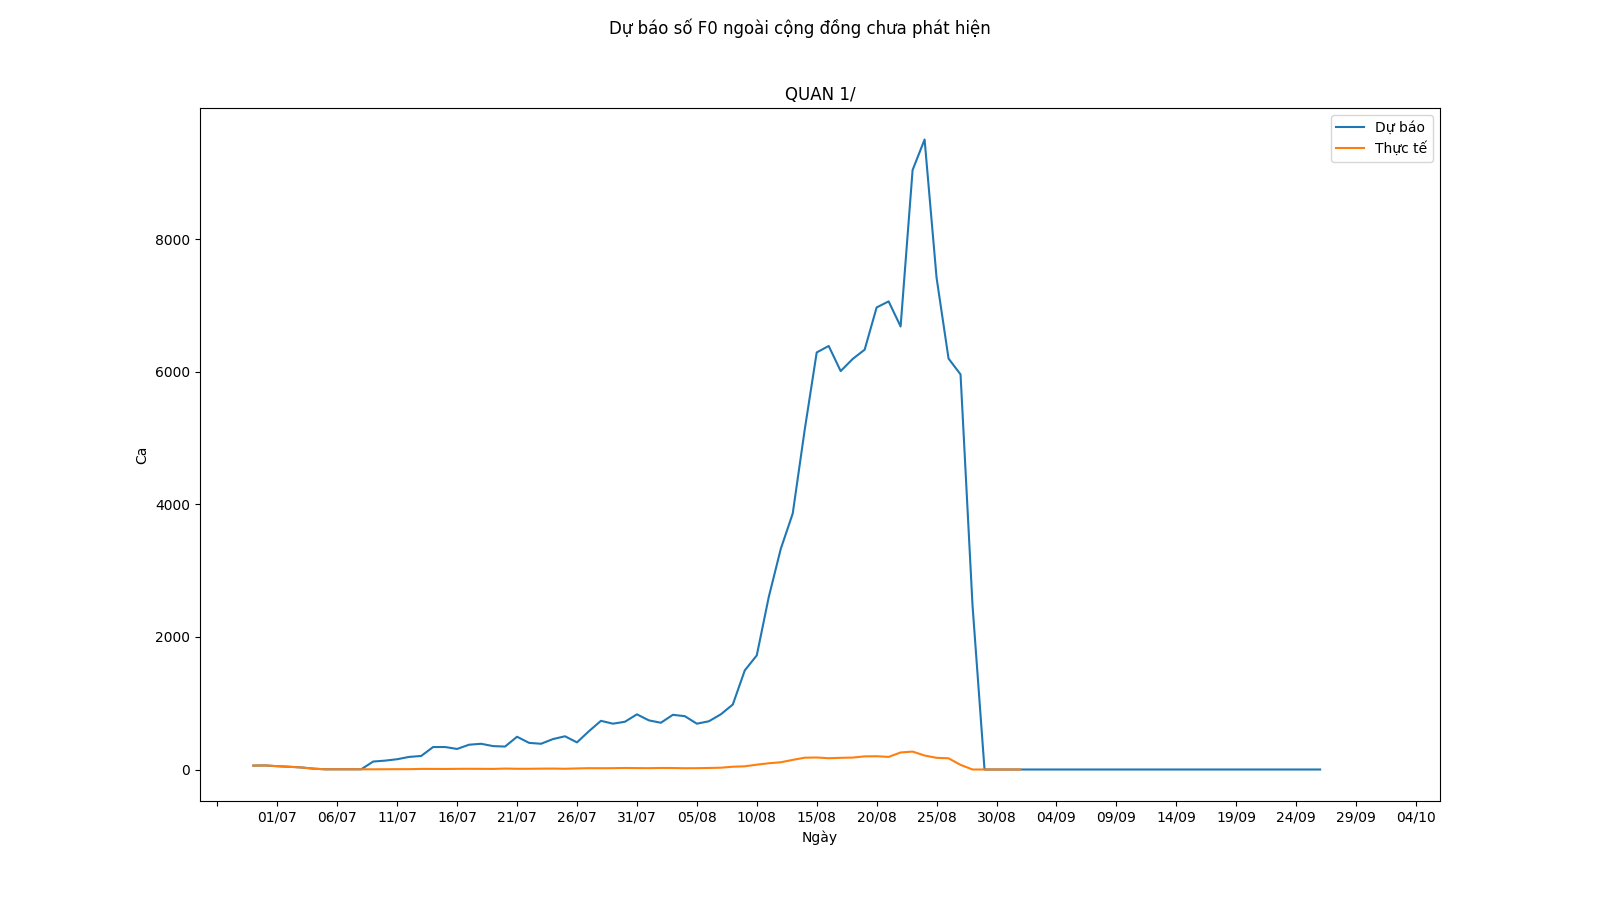 Dự báo số F0 ngoài cộng đồng chưa phát hiện
QUAN 1/
Dự báo
Thực tế
8000
6000
4000
2000
0
Ca
01/07 06/07 11/07 16/07 21/07 26/07 31/07 05/08 10/08 15/08 20/08 25/08 30/08 04/09 09/09 14/09 19/09 24/09 29/09 04/10
Ngày